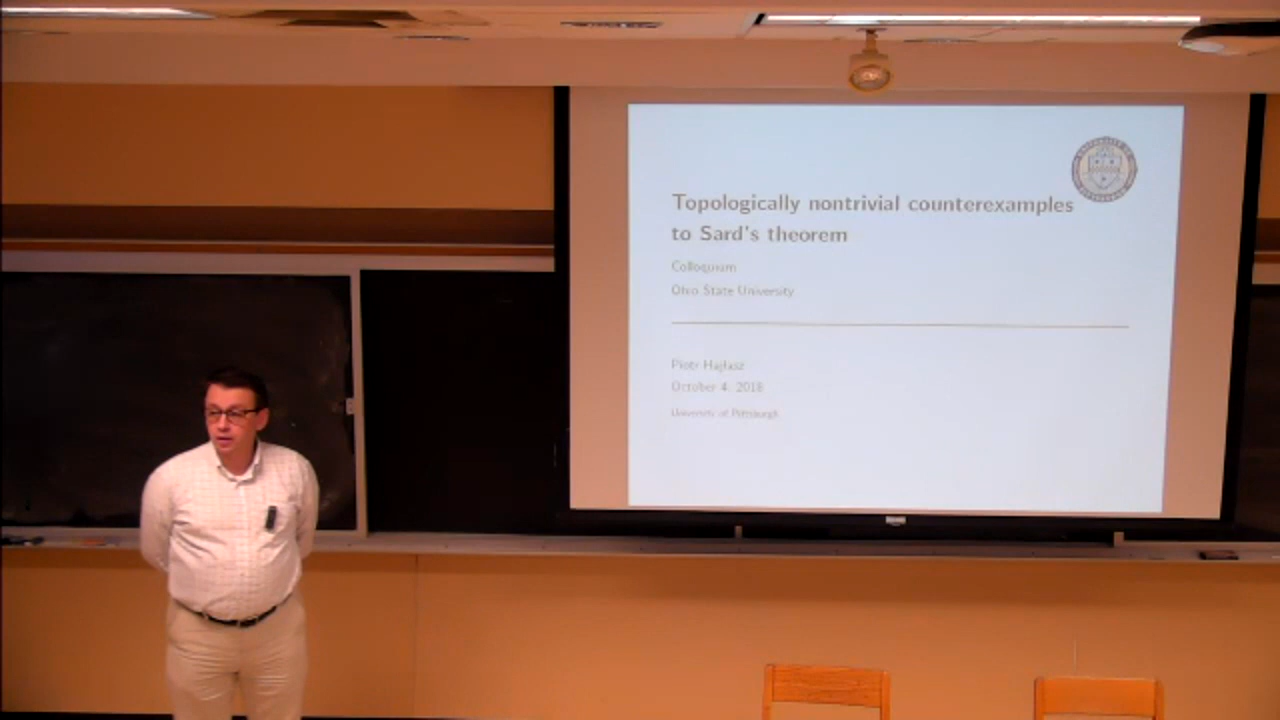 Topologically nontrivial counterexamples
to Sard's theorem
Colloquium
Ohio State University
Piotr Hajłasz
October 4, 2018
University of Pittsburgh